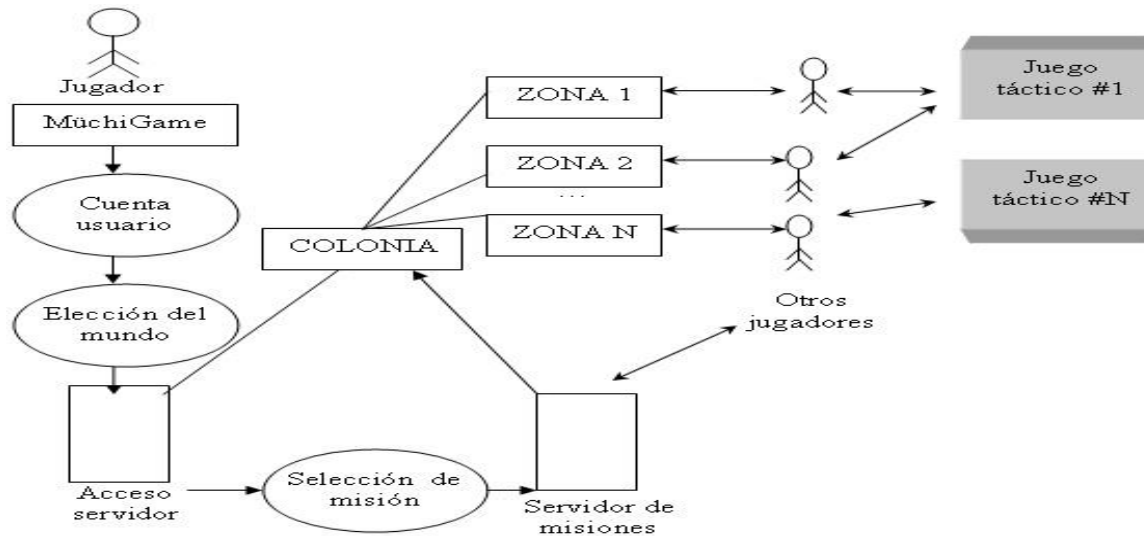 Jugador
MüchiGame
Cuenta
usuario
Elección del
mundo
Acceso
servidor
Selección de
misión
Servidor de
misiones
COLONIA
ZONA 1
ZONA 2
...
ZONA N
Otros
jugadores
Juego
táctico #1
Juego
táctico #N